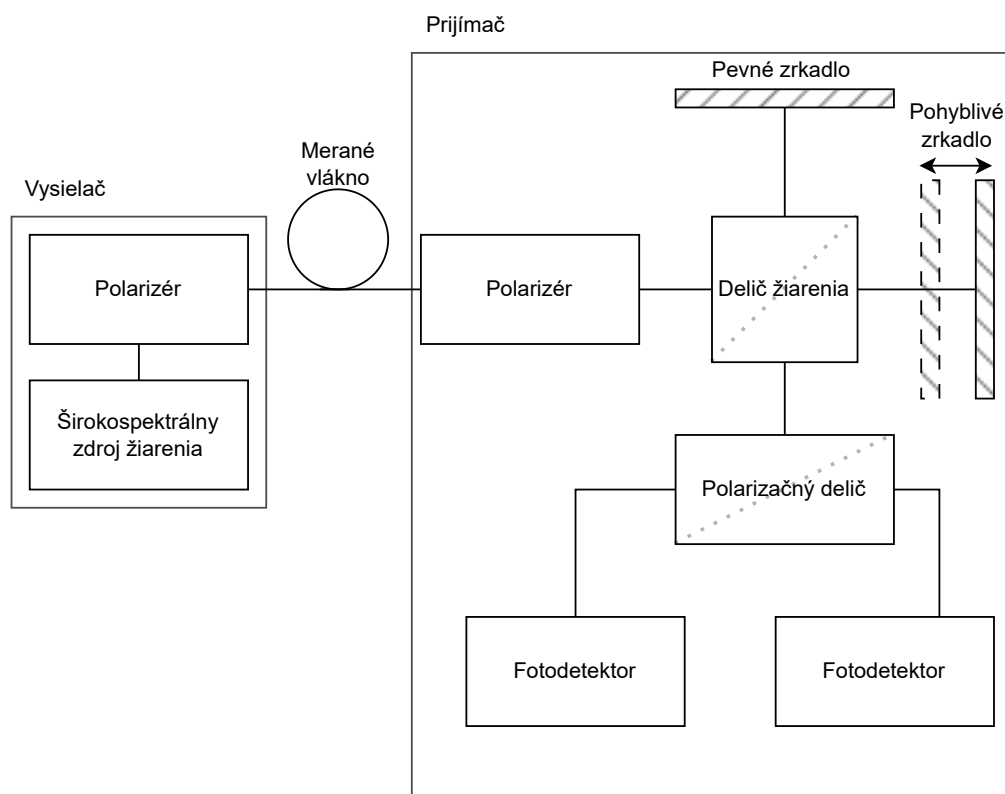 Prijímač
Pevné zrkadlo
Pohyblivé
zrkadlo
Merané
vlákno
Vysielač
Polarizér
Polarizér
Delič žiarenia
Širokospektrálny
zdroj žiarenia
Polarizačný delič
Fotodetektor
Fotodetektor